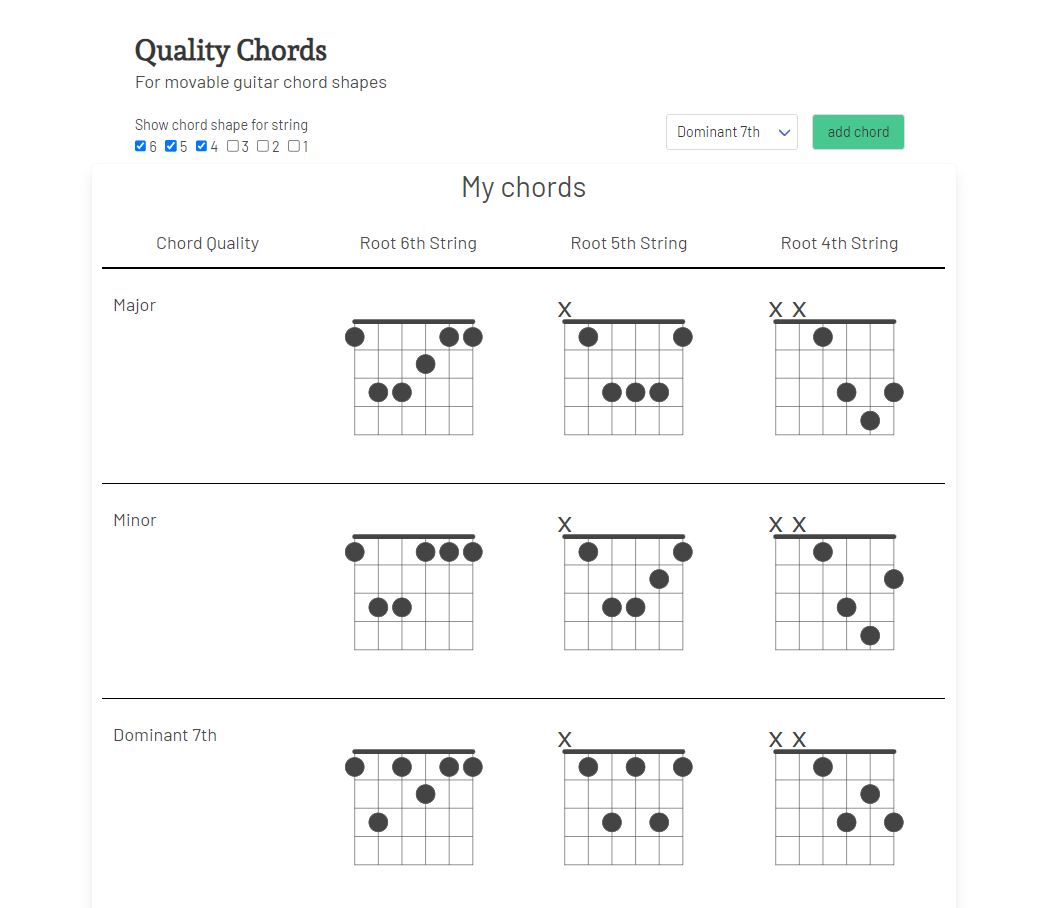 Quality Chords
For movable guitar chord shapes
Show chord shape for string
6 5 4 3 2 1
Dominant 7th
add chord
My chords
Chord Quality Root 6th String Root 5th String Root 4th String
Major
X X X
Minor
X X X
Dominant 7th
X X X